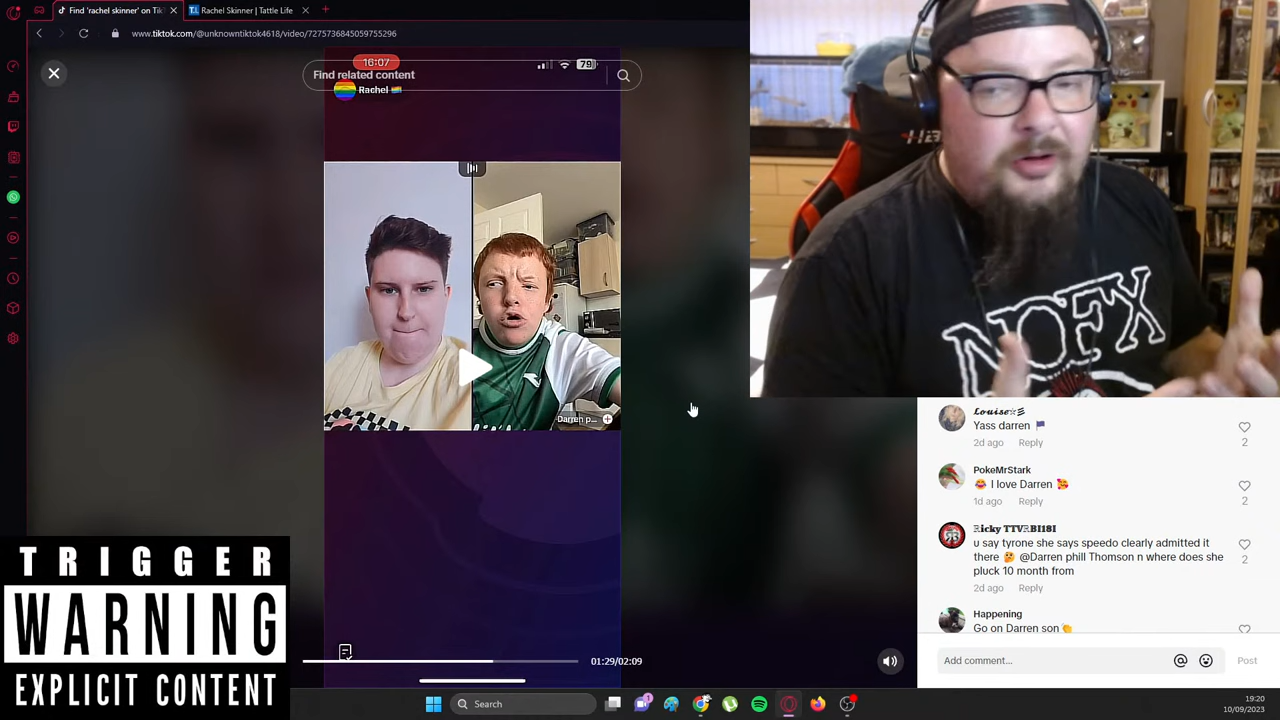 Find 'rachel skinner' on Tik
Rachel Skinner | Tattle Life
www.tiktok.com/@unknowntiktok4618/video/7275736845059755296
16:07
79
Find related content
Rachel
Darren p...
NOFX
Louise
Yass darren
2d ago Reply
2
PokeMrStark
I love Darren
1d ago Reply
2
Ricky TTVRBI18I
u say tyrone she says speedo clearly admitted it
there @Darren phill Thomson n where does she
pluck 10 month from
2d ago Reply
2
Happening
Go on Darren son
01:29/02:09
Add comment...
Post
TRIGGER
WARNING
EXPLICIT CONTENT
Search
1
19:20
10/09/2023